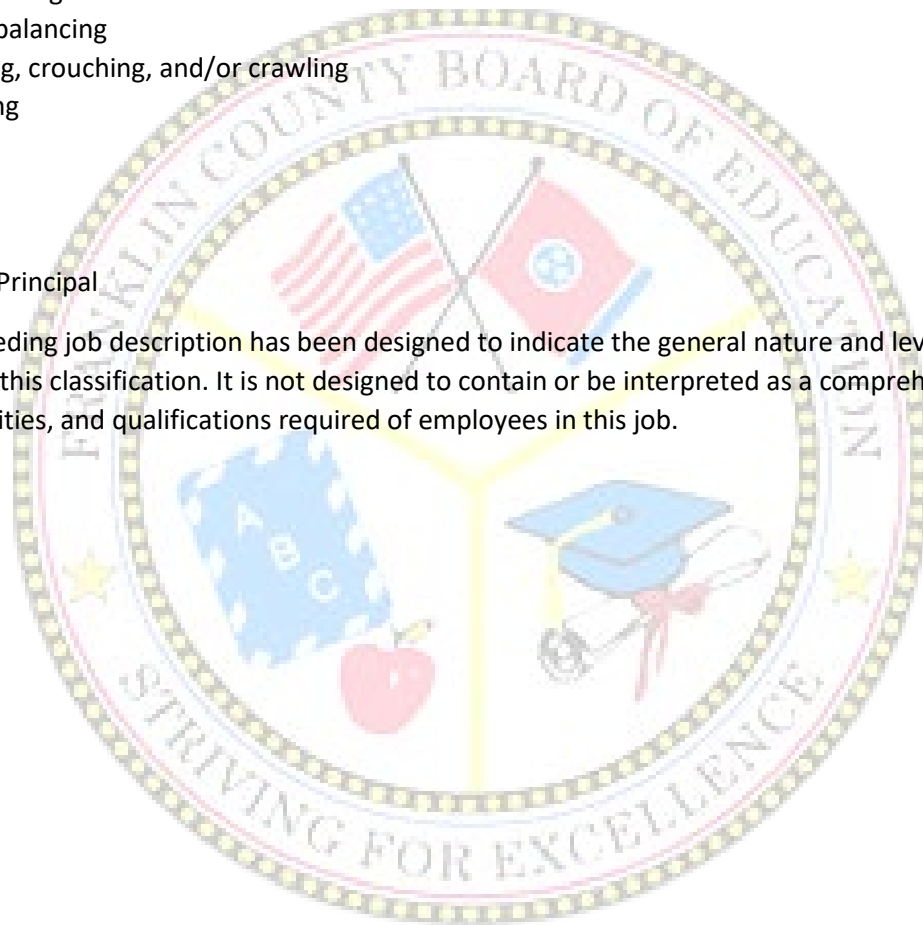 balancing
g, crouching, and/or crawling
Principal
eding job description has been designed to indicate the general nature and lev
this classification. It is not designed to contain or be interpreted as a compreh
ities, and qualifications required of employees in this job.
FRANKLIN COUNTY BOARD OF EDUCATION
A
B
C
STRIVING FOR EXCELLENCE